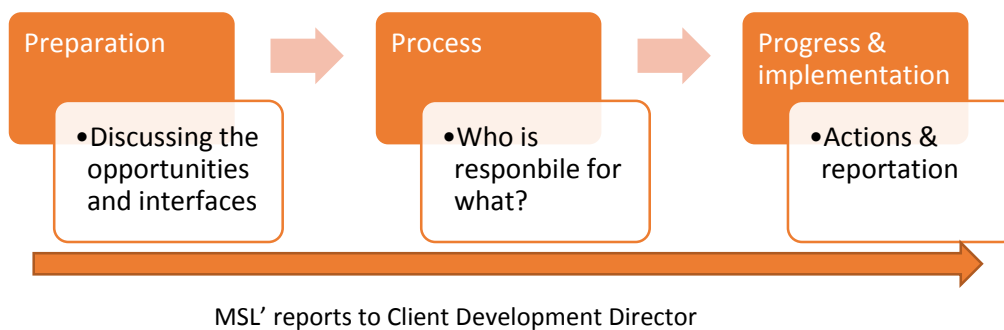 Preparation
•Discussing the
opportunities
and interfaces
Process
•Who is
responbile for
what?
Progress &
implementation
•Actions &
reportation
MSL’ reports to Client Development Director